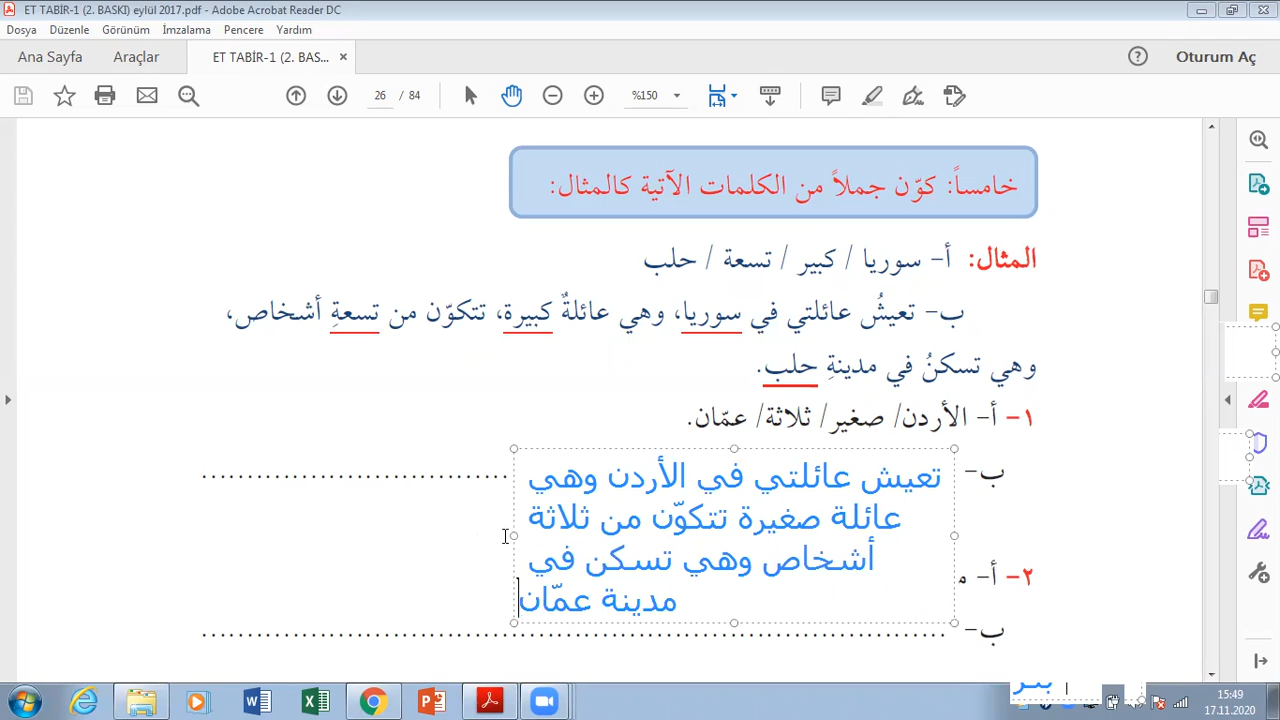 ET TABİR-1 (2. BASKI) eylül 2017.pdf - Adobe Acrobat Reader DC
Dosya Düzenle Görünüm İmzalama Pencere Yardım
Ana Sayfa Araçlar ET TABİR-1 (2. BAS... × Oturum Aç
26 / 84 %150
خامساً: كوّن جملاً من الكلمات الآتية كالمثال:
المثال: أ- سوريا / كبير / تسعة / حلب
ب- تعيشُ عائلتي في سوريا، وهي عائلةٌ كبيرة، تتكوّن من تسعةِ أشخاص،
وهي تسكنُ في مدينةِ حلب.
١- أ- الأردن/ صغير/ ثلاثة/ عمّان.
ب- تعيش عائلتي في الأردن وهي
عائلة صغيرة تتكوّن من ثلاثة
أشخاص وهي تسكن في
مدينة عمّان
٢- أ-
ب-
15:49
17.11.2020